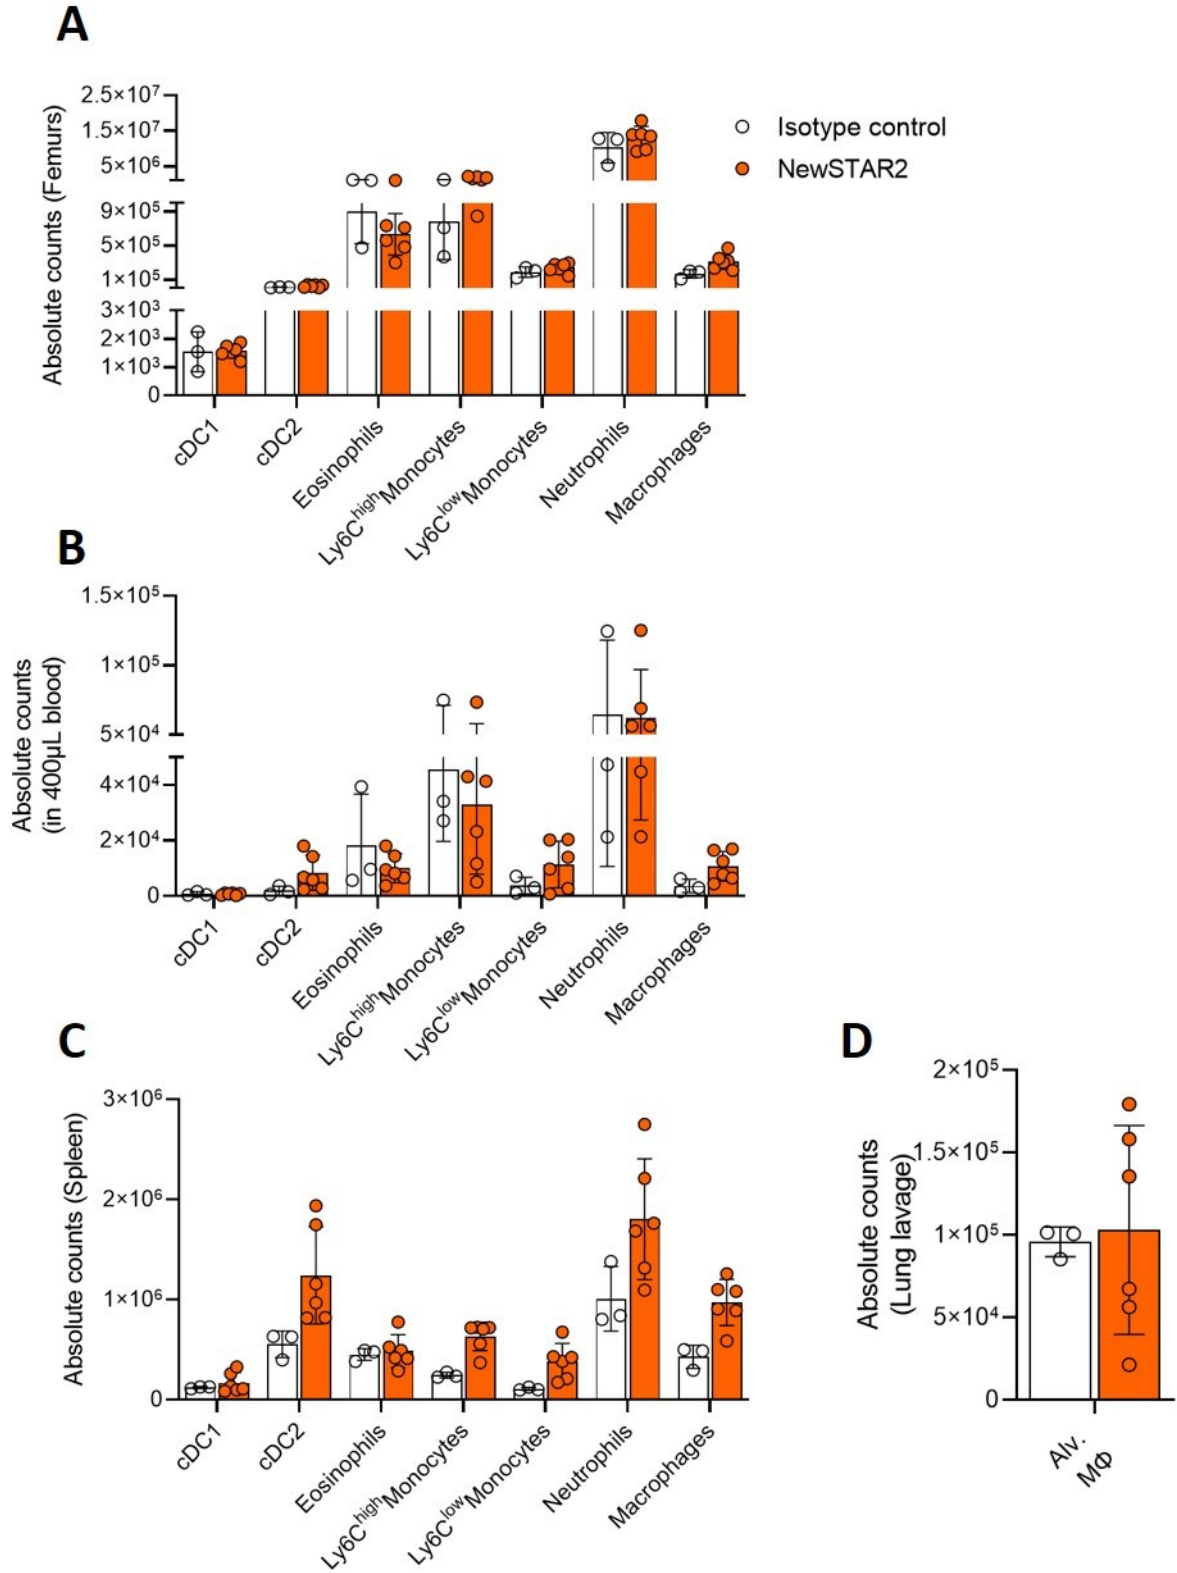 A
Absolute counts (Femurs)
2.5×10⁷
1.5×10⁷
5×10⁶
9×10⁵
5×10⁵
1×10⁵
3×10³
2×10³
1×10³
0
Isotype control
NewSTAR2
cDC1
cDC2
Eosinophils
Ly6C^high Monocytes
Ly6C^low Monocytes
Neutrophils
Macrophages
B
Absolute counts
(in 400µL blood)
1.5×10⁵
1×10⁵
5×10⁴
4×10⁴
2×10⁴
0
cDC1
cDC2
Eosinophils
Ly6C^high Monocytes
Ly6C^low Monocytes
Neutrophils
Macrophages
C
Absolute counts (Spleen)
3×10⁶
2×10⁶
1×10⁶
0
cDC1
cDC2
Eosinophils
Ly6C^high Monocytes
Ly6C^low Monocytes
Neutrophils
Macrophages
D
Absolute counts
(Lung lavage)
2×10⁵
1.5×10⁵
1×10⁵
5×10⁴
0
Alv.
MΦ